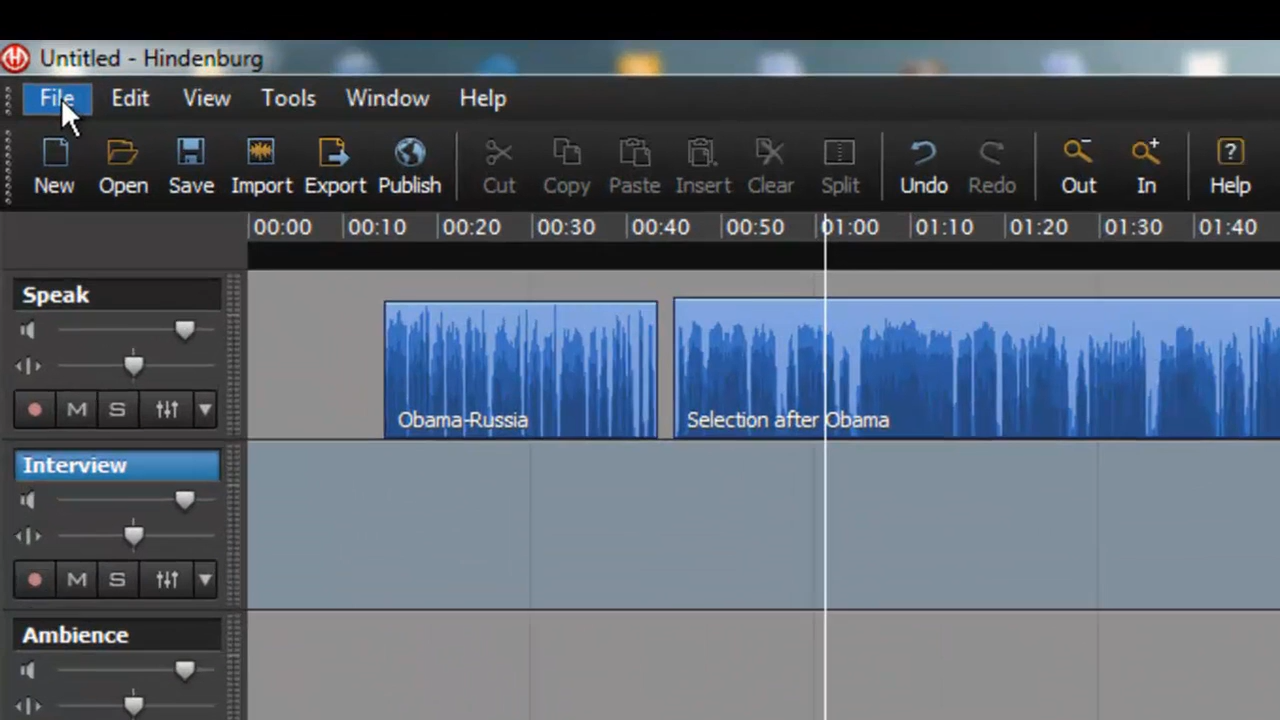 Untitled - Hindenburg
File Edit View Tools Window Help
New Open Save Import Export Publish Cut Copy Paste Insert Clear Split Undo Redo Out In Help
00:00 00:10 00:20 00:30 00:40 00:50 01:00 01:10 01:20 01:30 01:40
Speak
M S
Obama-Russia Selection after Obama
Interview
M S
Ambience